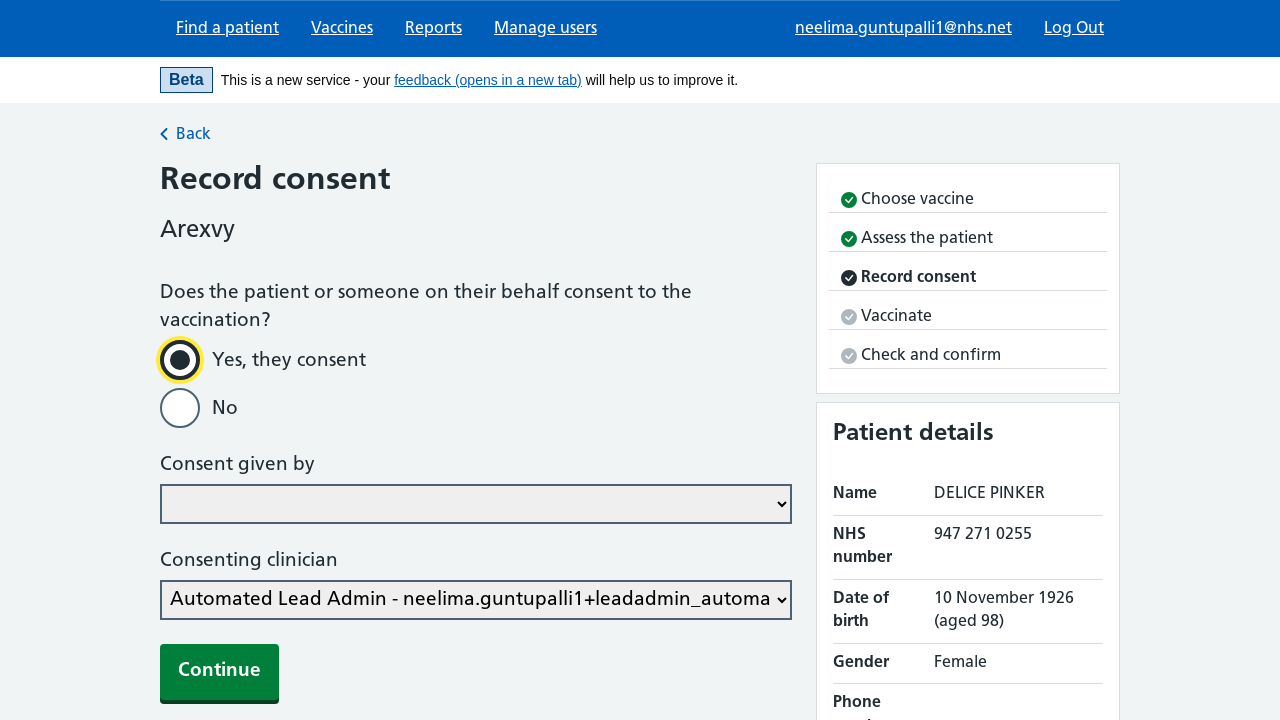 Find a patient Vaccines Reports Manage users neelima.guntupalli1@nhs.net Log Out
Beta This is a new service - your feedback (opens in a new tab) will help us to improve it.
Back
Record consent
Arexvy
Does the patient or someone on their behalf consent to the
vaccination?
Yes, they consent
No
Consent given by
Consenting clinician
Automated Lead Admin - neelima.guntupalli1+leadadmin_automa
Continue
Choose vaccine
Assess the patient
Record consent
Vaccinate
Check and confirm
Patient details
Name DELICE PINKER
NHS number 947 271 0255
Date of birth 10 November 1926 (aged 98)
Gender Female
Phone